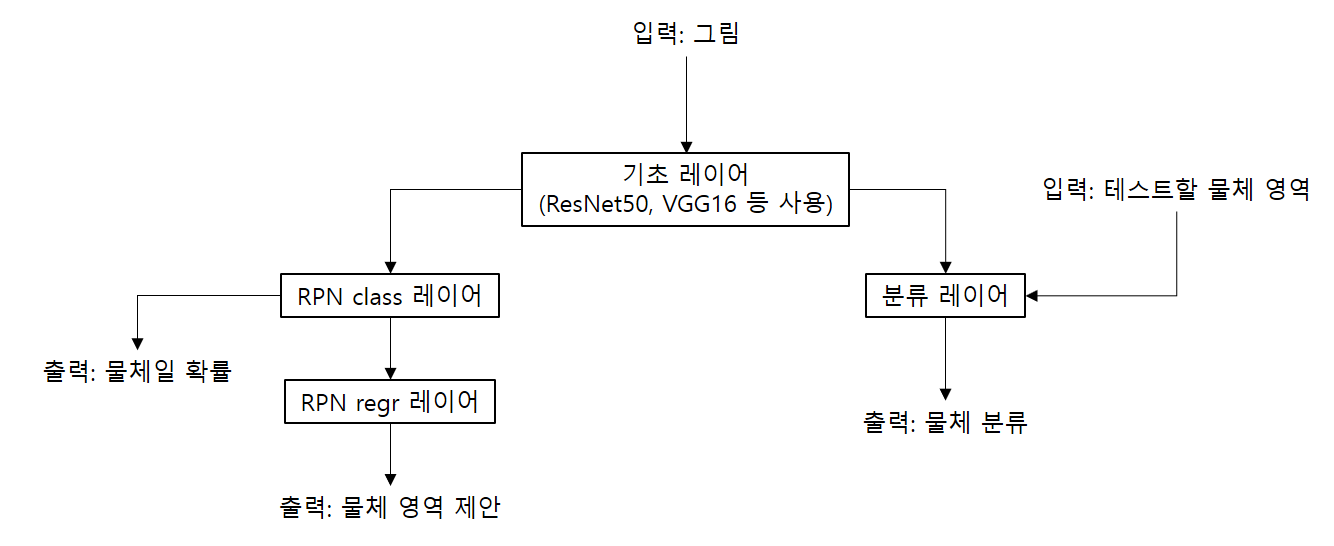 입력: 그림
기초 레이어
(ResNet50, VGG16 등 사용)
입력: 테스트할 물체 영역
RPN class 레이어
분류 레이어
출력: 물체일 확률
RPN regr 레이어
출력: 물체 분류
출력: 물체 영역 제안